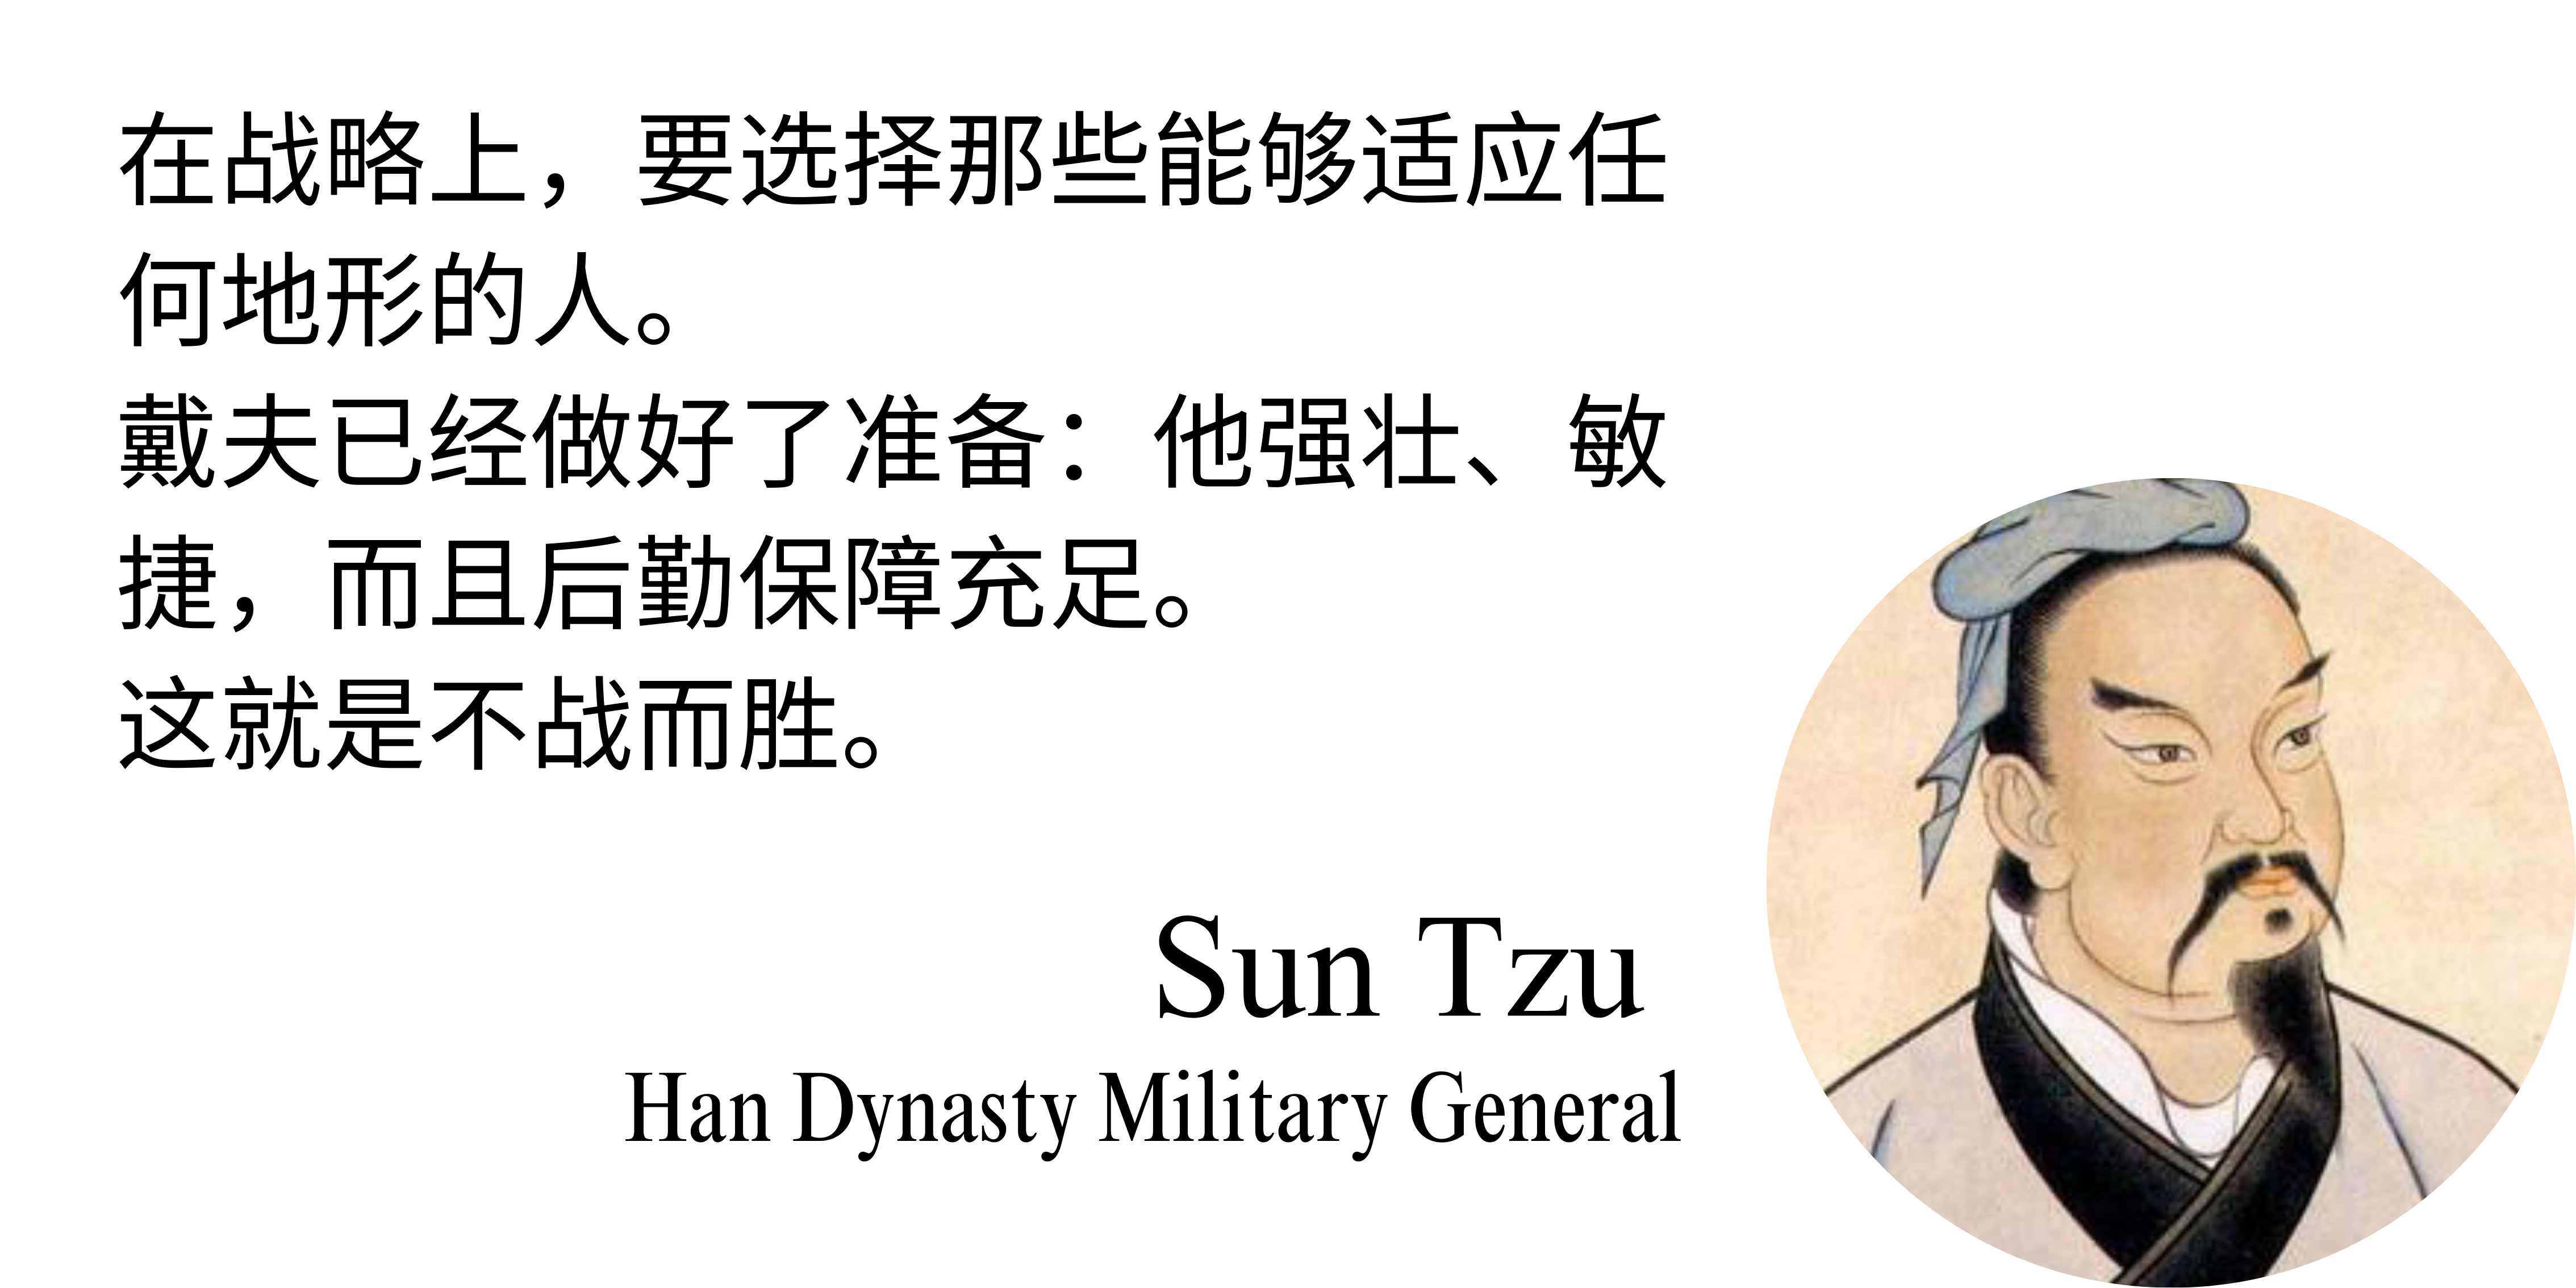 在战略上，要选择那些能够适应任
何地形的人。
戴夫已经做好了准备：他强壮、敏
捷，而且后勤保障充足。
这就是不战而胜。
Sun Tzu
Han Dynasty Military General